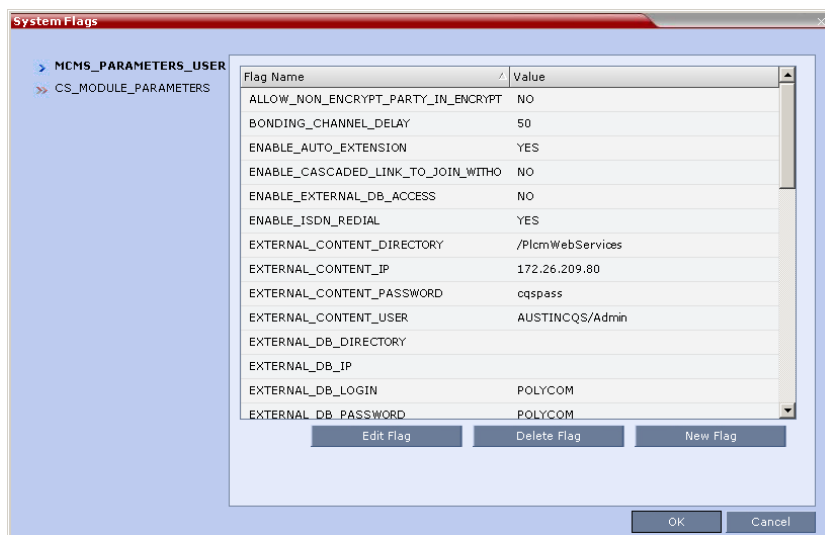 System Flags
MCMS_PARAMETERS_USER
CS_MODULE_PARAMETERS
Flag Name Value
ALLOW_NON_ENCRYPT_PARTY_IN_ENCRYPT NO
BONDING_CHANNEL_DELAY 50
ENABLE_AUTO_EXTENSION YES
ENABLE_CASCADED_LINK_TO_JOIN_WITHO NO
ENABLE_EXTERNAL_DB_ACCESS NO
ENABLE_ISDN_REDIAL YES
EXTERNAL_CONTENT_DIRECTORY /PlcmWebServices
EXTERNAL_CONTENT_IP 172.26.209.80
EXTERNAL_CONTENT_PASSWORD cqspass
EXTERNAL_CONTENT_USER AUSTINCQS/Admin
EXTERNAL_DB_DIRECTORY
EXTERNAL_DB_IP
EXTERNAL_DB_LOGIN POLYCOM
EXTERNAL_DB_PASSWORD POLYCOM
Edit Flag Delete Flag New Flag
OK Cancel